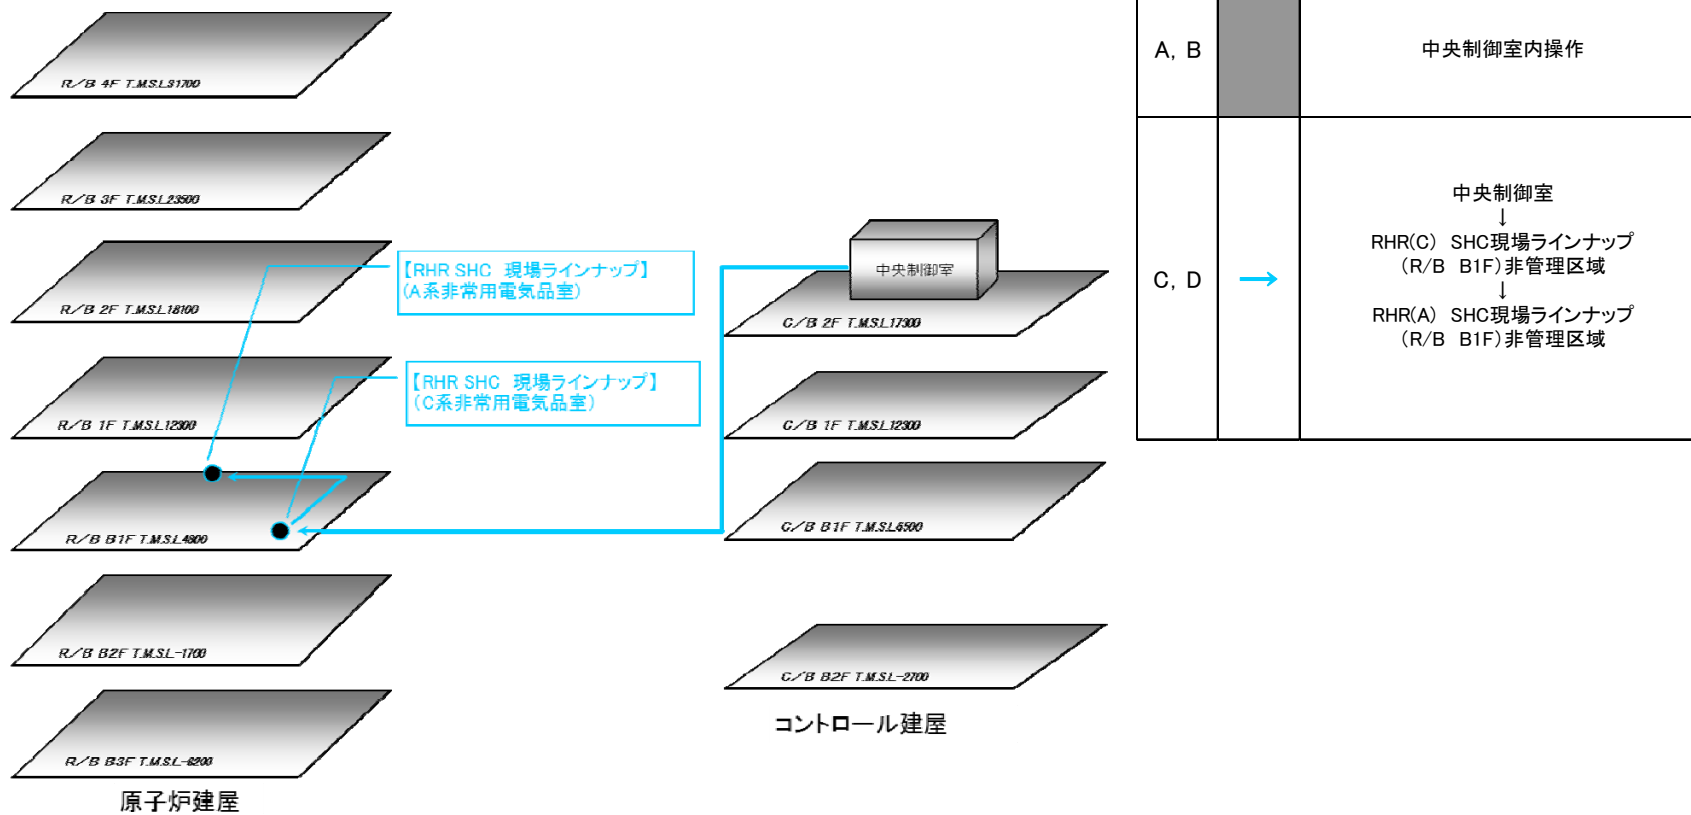 R/B 4F T.M.S.L31700
R/B 3F T.M.S.L23500
R/B 2F T.M.S.L18100
R/B 1F T.M.S.L12300
R/B B1F T.M.S.L4800
R/B B2F T.M.S.L-1700
R/B B3F T.M.S.L-8200
原子炉建屋
【RHR SHC 現場ラインナップ】
(A系非常用電気品室)
【RHR SHC 現場ラインナップ】
(C系非常用電気品室)
中央制御室
C/B 2F T.M.S.L17300
C/B 1F T.M.S.L12300
C/B B1F T.M.S.L6500
C/B B2F T.M.S.L-2700
コントロール建屋
A, B
中央制御室内操作
C, D
→
中央制御室
↓
RHR(C) SHC現場ラインナップ
(R/B B1F)非管理区域
↓
RHR(A) SHC現場ラインナップ
(R/B B1F)非管理区域